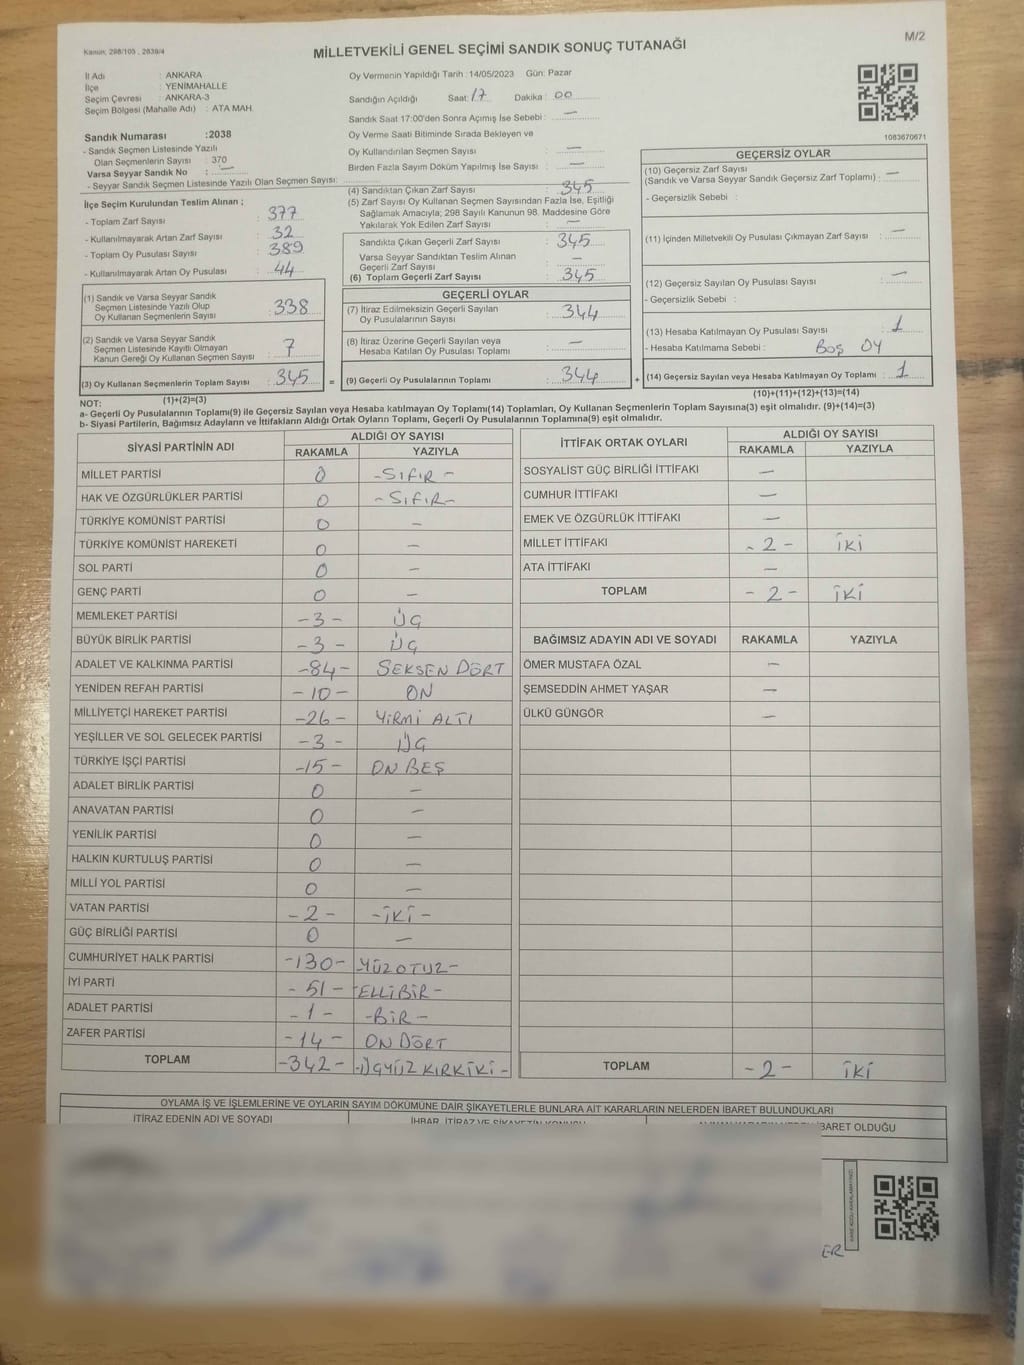 Kanun: 298/105 , 2839/4
M/2
MİLLETVEKİLİ GENEL SEÇİMİ SANDIK SONUÇ TUTANAĞI
İl Adı : ANKARA
İlçe : YENİMAHALLE
Seçim Çevresi : ANKARA-3
Seçim Bölgesi (Mahalle Adı) : ATA MAH.
Sandık Numarası :2038
- Sandık Seçmen Listesinde Yazılı
Olan Seçmenlerin Sayısı : 370
Varsa Seyyar Sandık No : —
- Seyyar Sandık Seçmen Listesinde Yazılı Olan Seçmen Sayısı:
İlçe Seçim Kurulundan Teslim Alınan ;
- Toplam Zarf Sayısı : 377
- Kullanılmayarak Artan Zarf Sayısı : 32
- Toplam Oy Pusulası Sayısı : 389
- Kullanılmayarak Artan Oy Pusulası : 44
(1) Sandık ve Varsa Seyyar Sandık
Seçmen Listesinde Yazılı Olup
Oy Kullanan Seçmenlerin Sayısı : 338
(2) Sandık ve Varsa Seyyar Sandık
Seçmen Listesinde Kayıtlı Olmayan
Kanun Gereği Oy Kullanan Seçmen Sayısı : 7
(3) Oy Kullanan Seçmenlerin Toplam Sayısı : 345
(1)+(2)=(3)
Oy Vermenin Yapıldığı Tarih : 14/05/2023 Gün: Pazar
Sandığın Açıldığı Saat: 17 Dakika : 00
Sandık Saat 17:00'den Sonra Açımış İse Sebebi : —
Oy Verme Saati Bitiminde Sırada Bekleyen ve
Oy Kullandırılan Seçmen Sayısı : —
Birden Fazla Sayım Döküm Yapılmış İse Sayısı : —
(4) Sandıktan Çıkan Zarf Sayısı : 345
(5) Zarf Sayısı Oy Kullanan Seçmen Sayısından Fazla İse, Eşitliği
Sağlamak Amacıyla; 298 Sayılı Kanunun 98. Maddesine Göre
Yakılarak Yok Edilen Zarf Sayısı : —
Sandıkta Çıkan Geçerli Zarf Sayısı : 345
Varsa Seyyar Sandıktan Teslim Alınan
Geçerli Zarf Sayısı : —
(6) Toplam Geçerli Zarf Sayısı : 345
GEÇERLİ OYLAR
(7) İtiraz Edilmeksizin Geçerli Sayılan
Oy Pusulalarının Sayısı : 344
(8) İtiraz Üzerine Geçerli Sayılan veya
Hesaba Katılan Oy Pusulası Toplamı : —
= (9) Geçerli Oy Pusulalarının Toplamı : 344
1083670671
GEÇERSİZ OYLAR
(10) Geçersiz Zarf Sayısı
(Sandık ve Varsa Seyyar Sandık Geçersiz Zarf Toplamı) : —
- Geçersizlik Sebebi :
(11) İçinden Milletvekili Oy Pusulası Çıkmayan Zarf Sayısı : —
(12) Geçersiz Sayılan Oy Pusulası Sayısı : —
- Geçersizlik Sebebi :
(13) Hesaba Katılmayan Oy Pusulası Sayısı : 1
- Hesaba Katılmama Sebebi : Boş OY
+ (14) Geçersiz Sayılan veya Hesaba Katılmayan Oy Toplamı : 1
(10)+(11)+(12)+(13)=(14)
NOT:
a- Geçerli Oy Pusulalarının Toplamı(9) ile Geçersiz Sayılan veya Hesaba katılmayan Oy Toplamı(14) Toplamları, Oy Kullanan Seçmenlerin Toplam Sayısına(3) eşit olmalıdır. (9)+(14)=(3)
b- Siyasi Partilerin, Bağımsız Adayların ve İttifakların Aldığı Ortak Oyların Toplamı, Geçerli Oy Pusulalarının Toplamına(9) eşit olmalıdır.
SİYASİ PARTİNİN ADI ALDIĞI OY SAYISI
RAKAMLA YAZIYLA
MİLLET PARTİSİ 0 -SIFIR-
HAK VE ÖZGÜRLÜKLER PARTİSİ 0 -SIFIR-
TÜRKİYE KOMÜNİST PARTİSİ 0 —
TÜRKİYE KOMÜNİST HAREKETİ 0 —
SOL PARTİ 0 —
GENÇ PARTİ 0 —
MEMLEKET PARTİSİ -3- ÜÇ
BÜYÜK BİRLİK PARTİSİ -3- ÜÇ
ADALET VE KALKINMA PARTİSİ -84- SEKSEN DÖRT
YENİDEN REFAH PARTİSİ -10- ON
MİLLİYETÇİ HAREKET PARTİSİ -26- YİRMİ ALTI
YEŞİLLER VE SOL GELECEK PARTİSİ -3- ÜÇ
TÜRKİYE İŞÇİ PARTİSİ -15- ON BEŞ
ADALET BİRLİK PARTİSİ 0 —
ANAVATAN PARTİSİ 0 —
YENİLİK PARTİSİ 0 —
HALKIN KURTULUŞ PARTİSİ 0 —
MİLLİ YOL PARTİSİ 0 —
VATAN PARTİSİ -2- -İKİ-
GÜÇ BİRLİĞİ PARTİSİ 0 —
CUMHURİYET HALK PARTİSİ -130- YÜZOTUZ-
İYİ PARTİ -51- -ELLİBİR-
ADALET PARTİSİ -1- -BİR-
ZAFER PARTİSİ -14- ON DÖRT
TOPLAM -342- -ÜÇYÜZ KIRKİKİ-
İTTİFAK ORTAK OYLARI ALDIĞI OY SAYISI
RAKAMLA YAZIYLA
SOSYALİST GÜÇ BİRLİĞİ İTTİFAKI —
CUMHUR İTTİFAKI —
EMEK VE ÖZGÜRLÜK İTTİFAKI —
MİLLET İTTİFAKI -2- İKİ
ATA İTTİFAKI —
TOPLAM -2- İKİ
BAĞIMSIZ ADAYIN ADI VE SOYADI RAKAMLA YAZIYLA
ÖMER MUSTAFA ÖZAL —
ŞEMSEDDİN AHMET YAŞAR —
ÜLKÜ GÜNGÖR —
TOPLAM -2- İKİ
OYLAMA İŞ VE İŞLEMLERİNE VE OYLARIN SAYIM DÖKÜMÜNE DAİR ŞİKAYETLERLE BUNLARA AİT KARARLARIN NELERDEN İBARET BULUNDUKLARI
İTİRAZ EDENİN ADI VE SOYADI İHBAR, İTİRAZ VE ŞİKAYETİN KONUSU
BARET OLDUĞU
ER